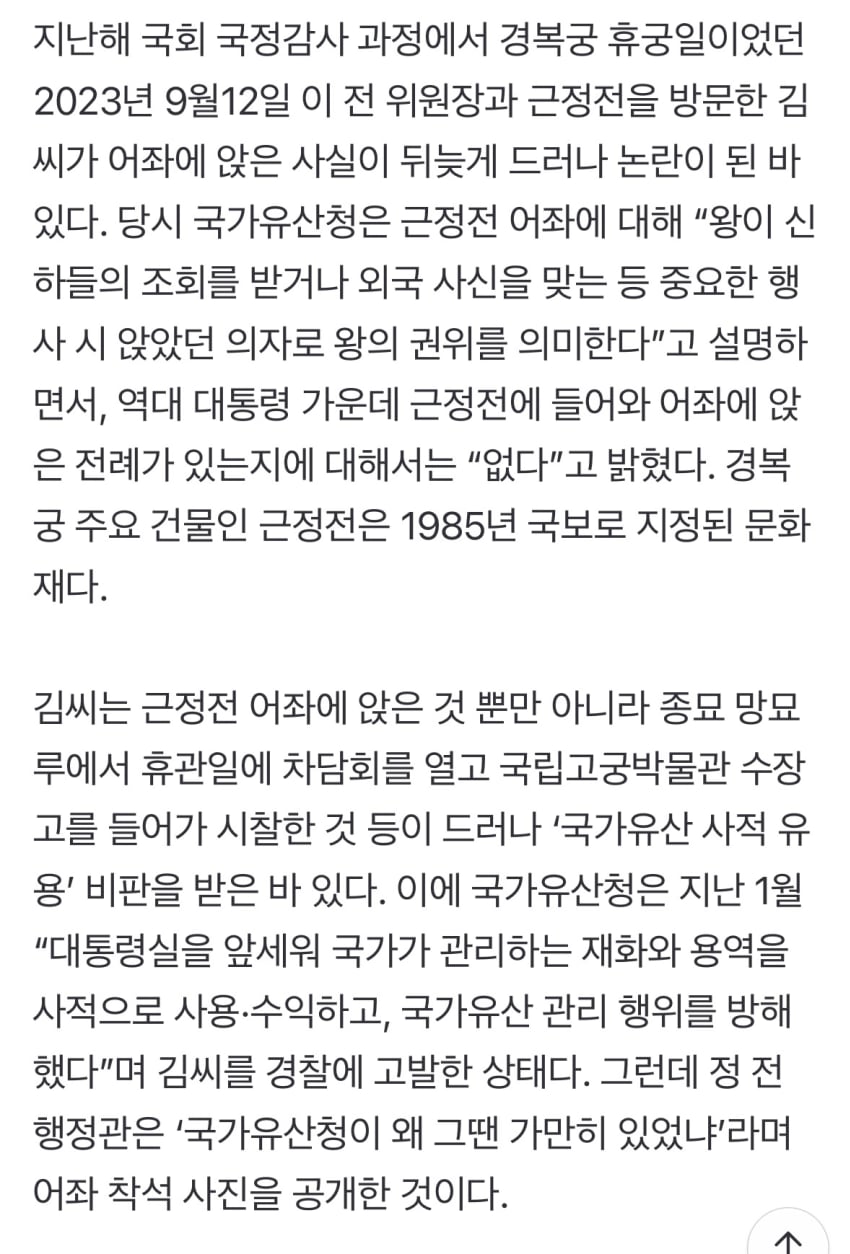 지난해 국회 국정감사 과정에서 경복궁 휴궁일이었던
2023년 9월12일 이 전 위원장과 근정전을 방문한 김
씨가 어좌에 앉은 사실이 뒤늦게 드러나 논란이 된 바
있다. 당시 국가유산청은 근정전 어좌에 대해 “왕이 신
하들의 조회를 받거나 외국 사신을 맞는 등 중요한 행
사 시 앉았던 의자로 왕의 권위를 의미한다”고 설명하
면서, 역대 대통령 가운데 근정전에 들어와 어좌에 앉
은 전례가 있는지에 대해서는 “없다”고 밝혔다. 경복
궁 주요 건물인 근정전은 1985년 국보로 지정된 문화
재다.
김씨는 근정전 어좌에 앉은 것 뿐만 아니라 종묘 망묘
루에서 휴관일에 차담회를 열고 국립고궁박물관 수장
고를 들어가 시찰한 것 등이 드러나 ‘국가유산 사적 유
용’ 비판을 받은 바 있다. 이에 국가유산청은 지난 1월
“대통령실을 앞세워 국가가 관리하는 재화와 용역을
사적으로 사용·수익하고, 국가유산 관리 행위를 방해
했다”며 김씨를 경찰에 고발한 상태다. 그런데 정 전
행정관은 ‘국가유산청이 왜 그땐 가만히 있었냐’라며
어좌 착석 사진을 공개한 것이다.